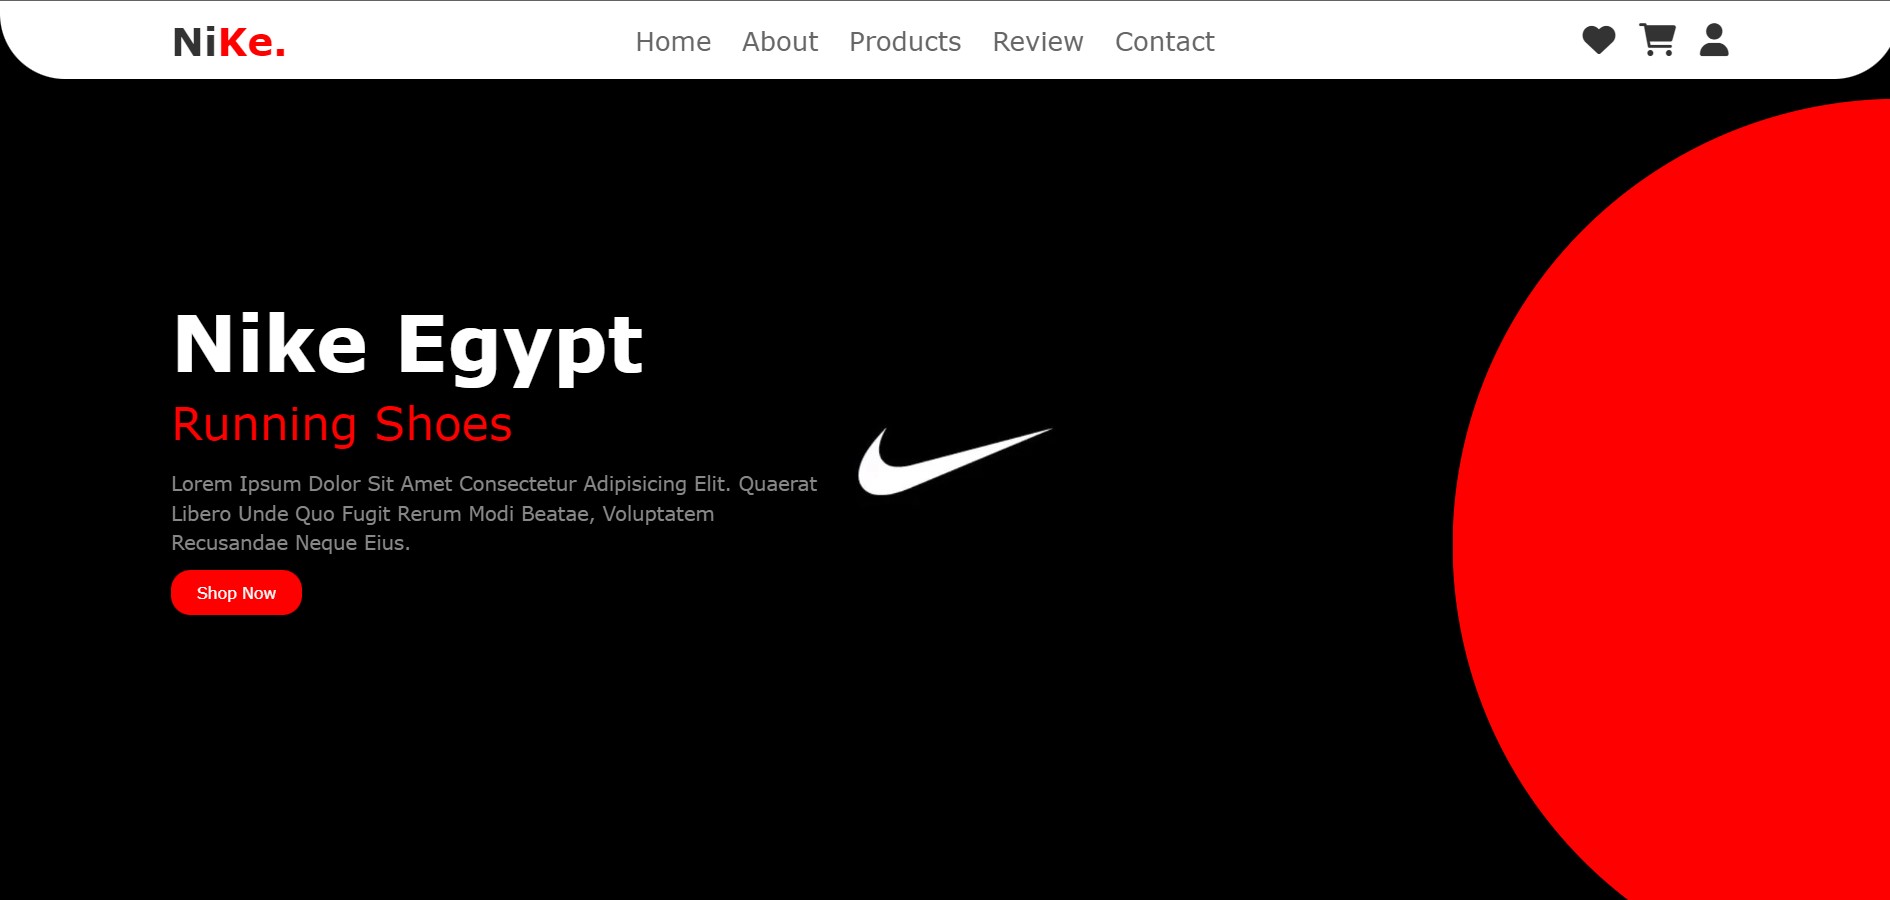 NiKe.
Home About Products Review Contact
Nike Egypt
Running Shoes
Lorem Ipsum Dolor Sit Amet Consectetur Adipisicing Elit. Quaerat
Libero Unde Quo Fugit Rerum Modi Beatae, Voluptatem
Recusandae Neque Eius.
Shop Now